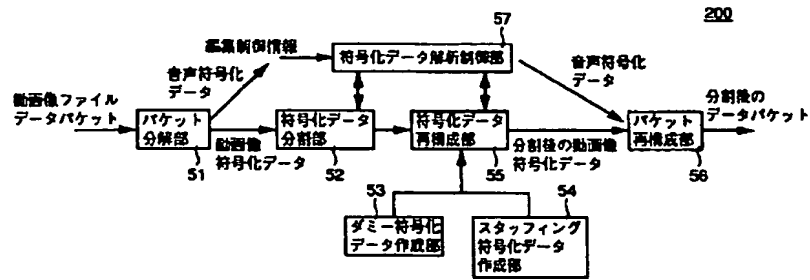 200
57
編集制御情報
符号化データ解析制御部
音声符号化
データ
音声符号化
データ
動画像ファイル
データパケット
パケット
分解部
51
動画像
符号化データ
符号化データ
分割部
52
符号化データ
再構成部
55
分割後の動画像
符号化データ
パケット
再構成部
56
分割後の
データパケット
53
ダミー符号化
データ作成部
54
スタッフィング
符号化データ
作成部